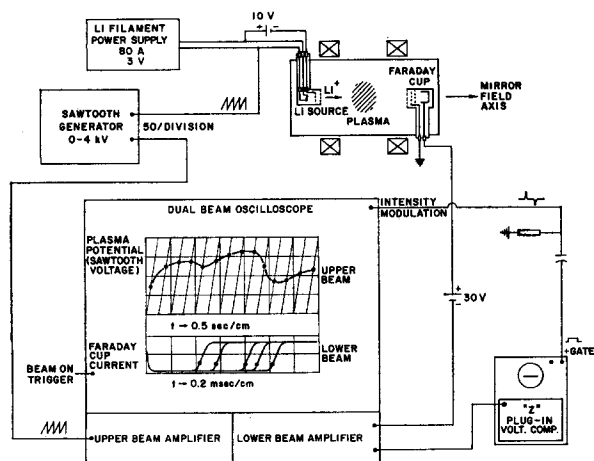 LI FILAMENT
POWER SUPPLY
80 A
3 V
10 V
+
−
FARADAY
CUP
MIRROR
FIELD
AXIS
Li+
Li SOURCE
PLASMA
SAWTOOTH
GENERATOR
0-4 kV
50/DIVISION
DUAL BEAM OSCILLOSCOPE
INTENSITY
MODULATION
PLASMA
POTENTIAL
(SAWTOOTH
VOLTAGE)
UPPER
BEAM
t → 0.5 sec/cm
FARADAY
CUP
CURRENT
LOWER
BEAM
t → 0.2 msec/cm
BEAM ON
TRIGGER
+
30 V
−
+GATE
"Z"
PLUG-IN
VOLT. COMP.
UPPER BEAM AMPLIFIER
LOWER BEAM AMPLIFIER